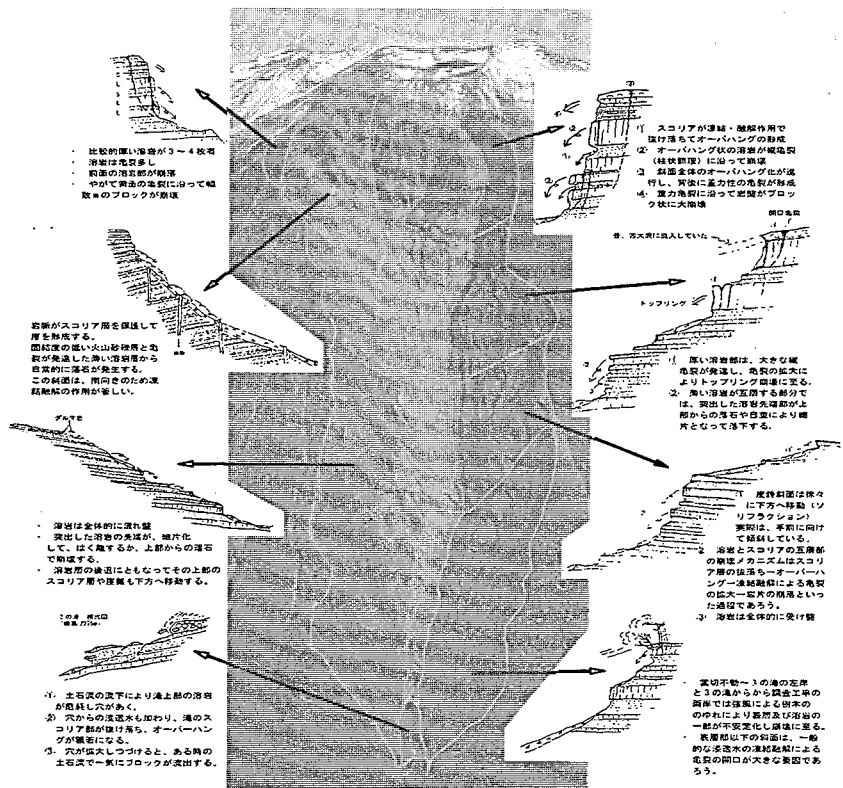 ・ 比較的厚い溶岩が3～4枚有
・ 溶岩は亀裂多し
・ 前面の溶岩部が崩落
・ やがて背面の亀裂に沿って幅
数mのブロックが崩壊
岩脈がスコリア層を保護して
層を形成する。
固結度の低い火山砂礫層と亀
裂が発達した薄い溶岩層から
日常的に落石が発生する。
この斜面は、南向きのため凍
結融解の作用が著しい。
・ 溶岩は全体的に流れ盤
・ 突出した溶岩の先端が、細片化
して、はく離するか、上部からの落石
で崩壊する。
・ 溶岩層の後退にともなってその上部の
スコリア層や崖錐も下方へ移動する。
・1. 土石流の流下により滝上部の溶岩
が磨耗し穴があく。
・2) 穴からの浸透水も加わり、滝のス
コリア部が抜け落ち、オーバーハン
グが顕著になる。
・3. 穴が拡大しつづけると、ある時の
土石流で一気にブロックが流出する。
スコリアが凍結・融解作用で
抜け落ちてオーバハングの形成
オーバハング状の溶岩が縦亀裂
(柱状節理)に沿って崩壊
斜面全体のオーバハング化が進
行し、背後に重力性の亀裂が形成
重力亀裂に沿って岩盤がブロッ
ク状に大崩壊
開口亀裂
昔、古大沢に流入していた
トップリング
厚い溶岩部は、大きな縦
亀裂が発達し、亀裂の拡大に
よりトップリング崩壊に至る。
薄い溶岩が互層する部分で
は、突出した溶岩先端部が上
部からの落石や自重により細
片となって落下する。
崖錐斜面は徐々
に下方へ移動(ソ
リフラクション)
実際は、手前に向け
て傾斜している。
溶岩とスコリアの互層部
の崩壊メカニズムはスコリ
ア層の抜落ちーオーバーハ
ングー凍結融解による亀裂
の拡大ー岩片の崩落といっ
た過程であろう。
溶岩は全体的に受け盤
裏切不動～3の滝の左岸
と3の滝からから調査工平の
両岸では強風による樹木の
のゆれにより表層及び溶岩の
一部が不安定化し崩壊に至る。
表層部以下の斜面は、一般
的な浸透水の凍結融解による
亀裂の開口が大きな要因であ
ろう。